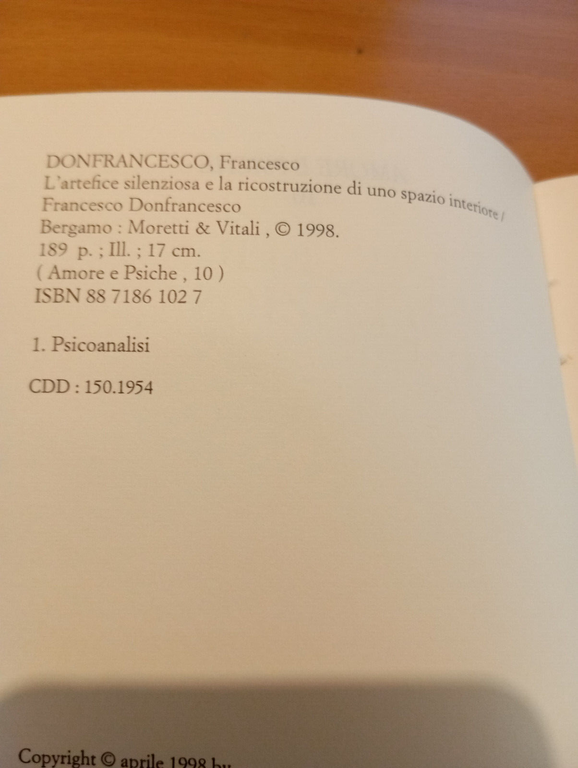 DONFRANCESCO, Francesco
L'artefice silenziosa e la ricostruzione di uno spazio interiore /
Francesco Donfrancesco
Bergamo : Moretti & Vitali , © 1998.
189 p. ; Ill. ; 17 cm.
( Amore e Psiche , 10 )
ISBN 88 7186 102 7
1. Psicoanalisi
CDD : 150.1954
Copyright © aprile 1998 by